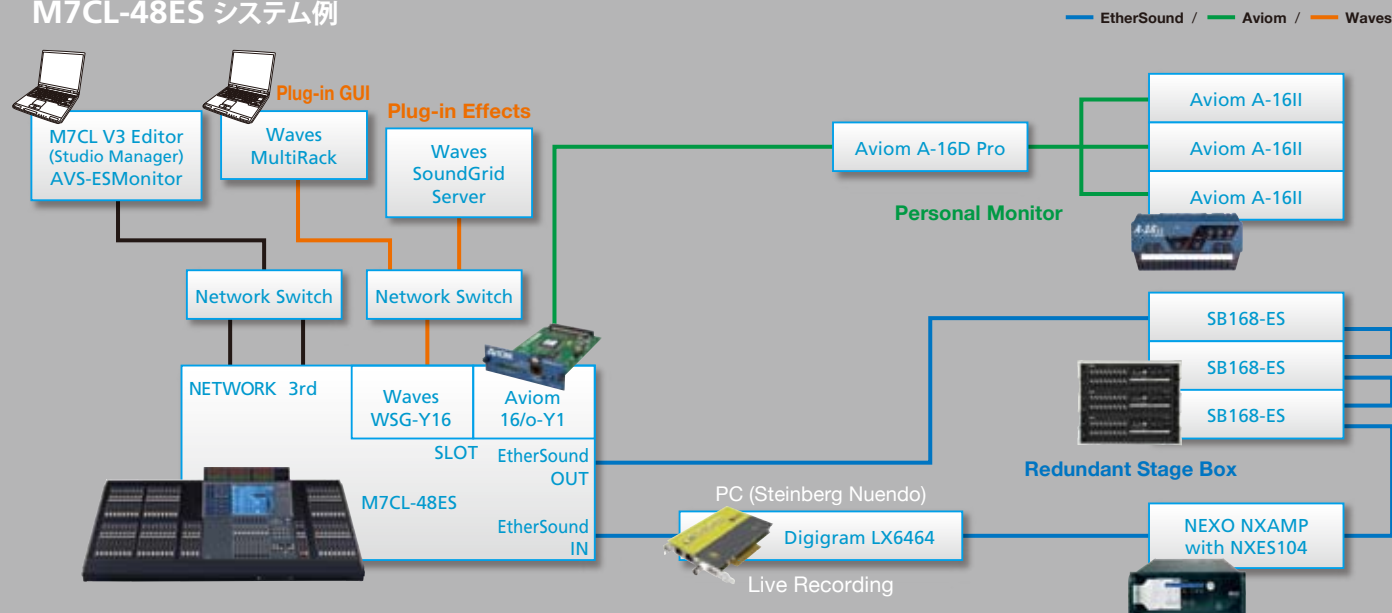 M7CL-48ES システム例
EtherSound / Aviom / Waves
Plug-in GUI
Plug-in Effects
M7CL V3 Editor
(Studio Manager)
AVS-ESMonitor
Waves
MultiRack
Waves
SoundGrid
Server
Aviom A-16D Pro
Aviom A-16II
Aviom A-16II
Aviom A-16II
Personal Monitor
Network Switch
Network Switch
SB168-ES
SB168-ES
SB168-ES
Redundant Stage Box
NETWORK 3rd
Waves
WSG-Y16
Aviom
16/o-Y1
SLOT
EtherSound
OUT
M7CL-48ES
EtherSound
IN
PC (Steinberg Nuendo)
Digigram LX6464
Live Recording
NEXO NXAMP
with NXES104